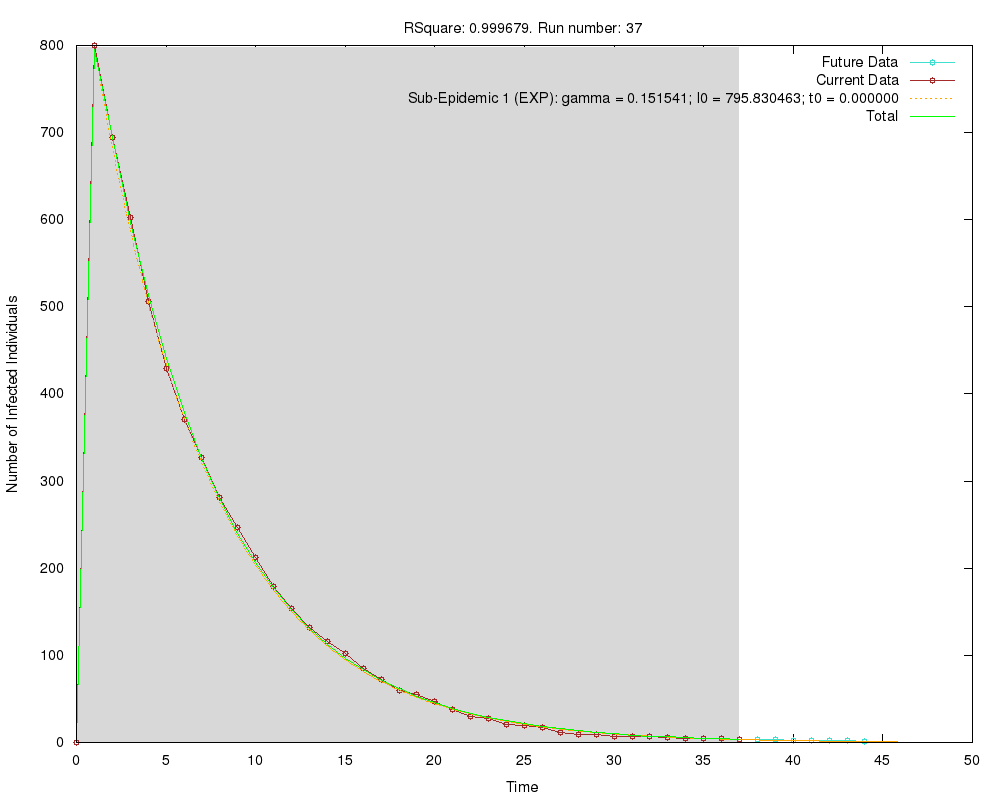 RSquare: 0.999679. Run number: 37
800
700
600
500
400
300
200
100
0
Number of Infected Individuals
Future Data
Current Data
Sub-Epidemic 1 (EXP): gamma = 0.151541; I0 = 795.830463; t0 = 0.000000
Total
0 5 10 15 20 25 30 35 40 45 50
Time